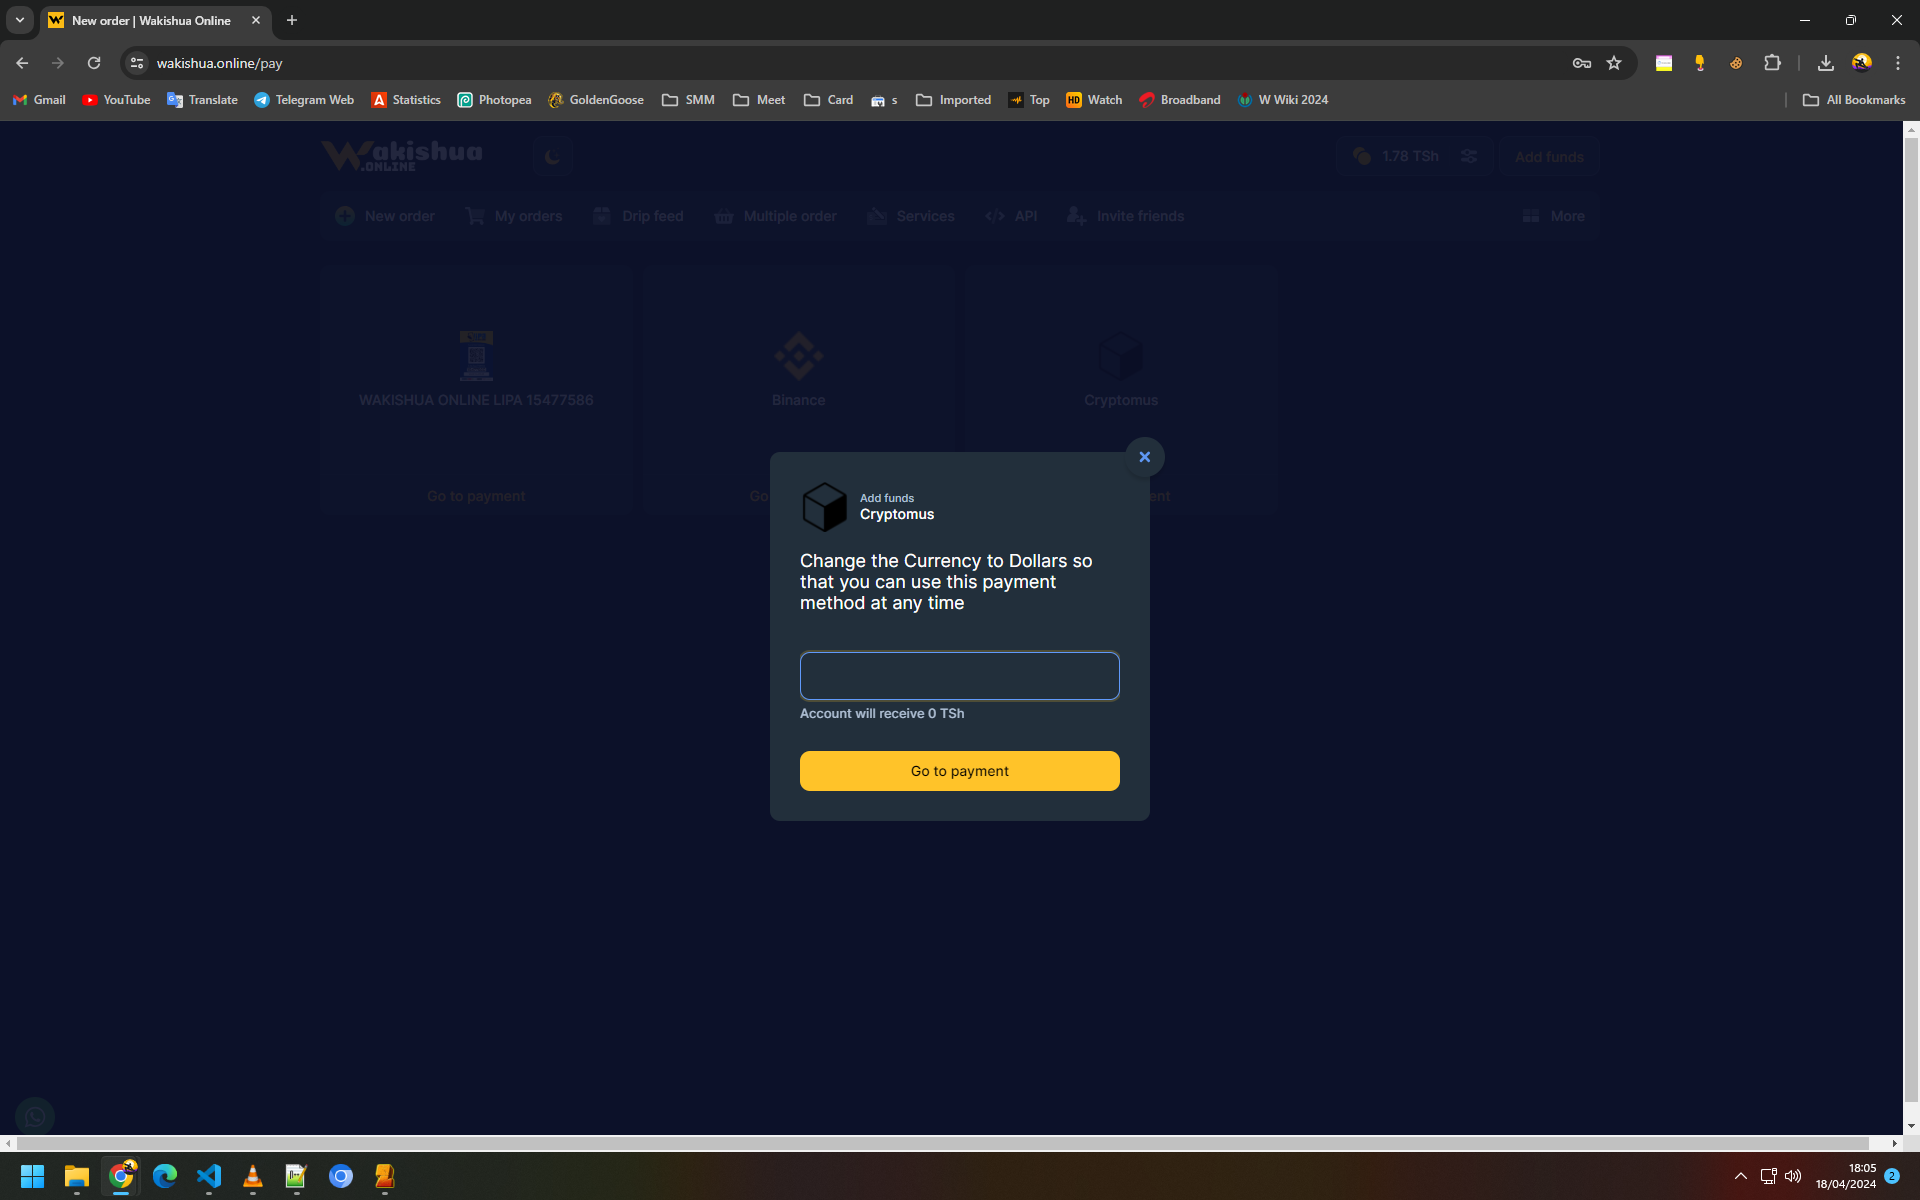 New order | Wakishua Online
wakishua.online/pay
Gmail
YouTube
Translate
Telegram Web
Statistics
Photopea
GoldenGoose
SMM
Meet
Card
s
Imported
Top
Watch
Broadband
W Wiki 2024
All Bookmarks
Wakishua
.ONLINE
1.78 TSh
Add funds
New order
My orders
Drip feed
Multiple order
Services
API
Invite friends
More
WAKISHUA ONLINE LIPA 15477586
Binance
Cryptomus
Go to payment
Go
ent
Add funds
Cryptomus
Change the Currency to Dollars so
that you can use this payment
method at any time
Account will receive 0 TSh
Go to payment
18:05
18/04/2024
2